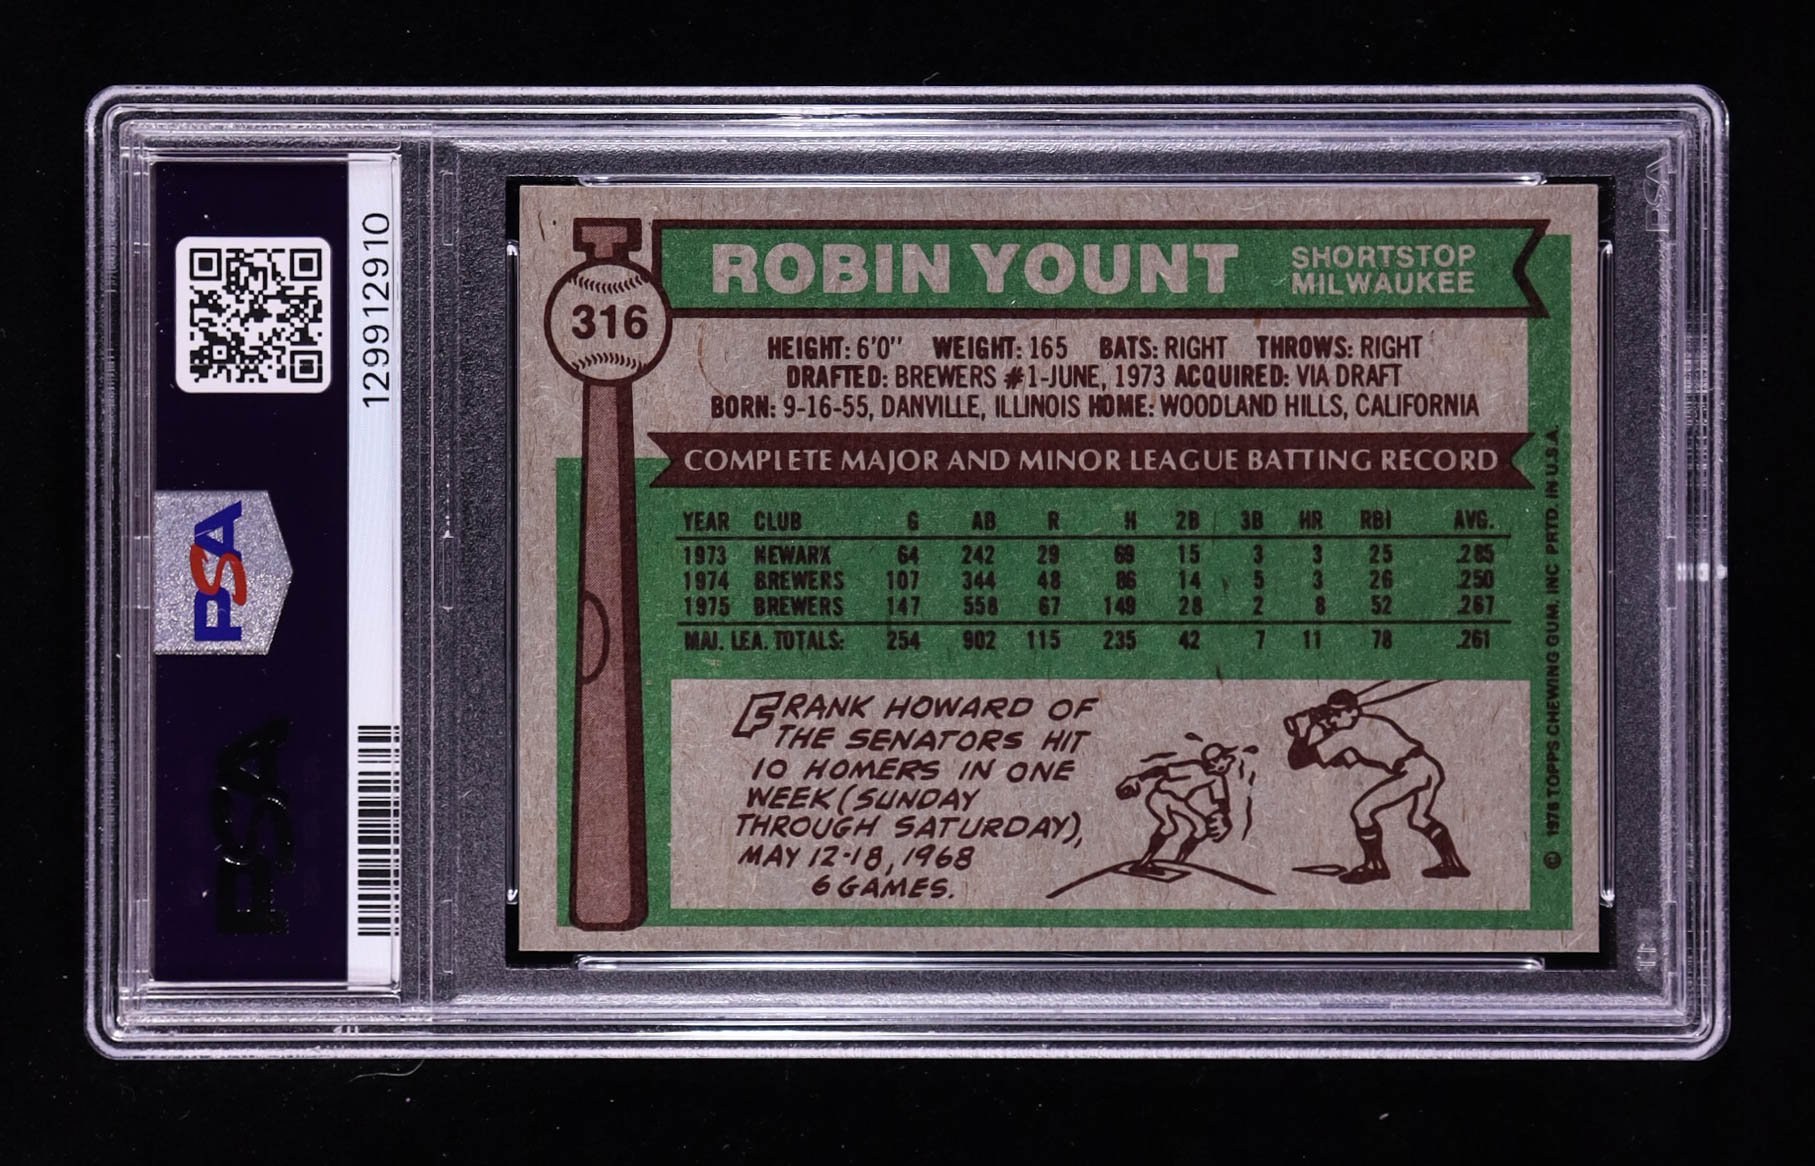 129912910
PSA
PSA
PSA
316
ROBIN YOUNT
SHORTSTOP
MILWAUKEE
HEIGHT: 6'0" WEIGHT: 165 BATS: RIGHT THROWS: RIGHT
DRAFTED: BREWERS #1-JUNE, 1973 ACQUIRED: VIA DRAFT
BORN: 9-16-55, DANVILLE, ILLINOIS HOME: WOODLAND HILLS, CALIFORNIA
COMPLETE MAJOR AND MINOR LEAGUE BATTING RECORD
YEAR CLUB G AB R H 2B 3B HR RBI AVG.
1973 NEWARK 64 242 29 69 15 3 3 25 .285
1974 BREWERS 107 344 48 86 14 5 3 26 .250
1975 BREWERS 147 558 67 149 28 2 8 52 .267
MAJ. LEA. TOTALS: 254 902 115 235 42 7 11 78 .261
FRANK HOWARD OF
THE SENATORS HIT
10 HOMERS IN ONE
WEEK (SUNDAY
THROUGH SATURDAY),
MAY 12-18, 1968
6 GAMES.
© 1976 TOPPS CHEWING GUM, INC PRTD. IN U.S.A.